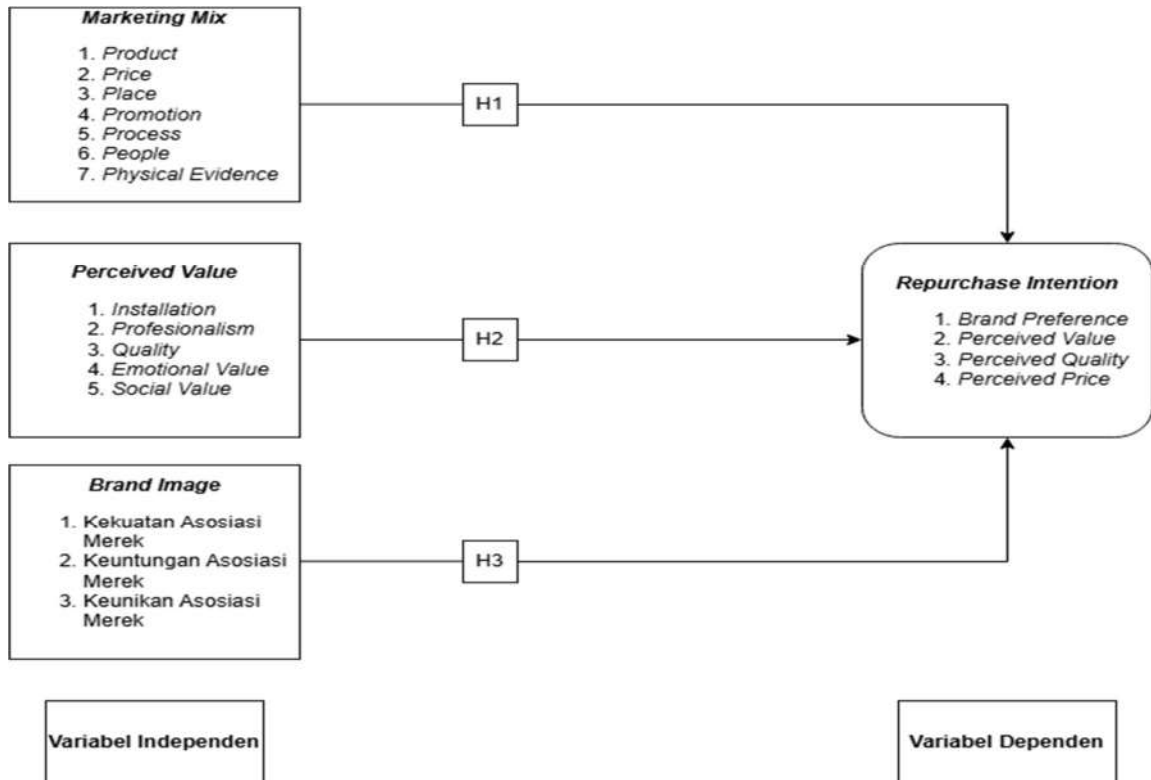 Marketing Mix
1. Product
2. Price
3. Place
4. Promotion
5. Process
6. People
7. Physical Evidence
H1
Perceived Value
1. Installation
2. Profesionalism
3. Quality
4. Emotional Value
5. Social Value
H2
Repurchase Intention
1. Brand Preference
2. Perceived Value
3. Perceived Quality
4. Perceived Price
Brand Image
1. Kekuatan Asosiasi
Merek
2. Keuntungan Asosiasi
Merek
3. Keunikan Asosiasi
Merek
H3
Variabel Independen
Variabel Dependen